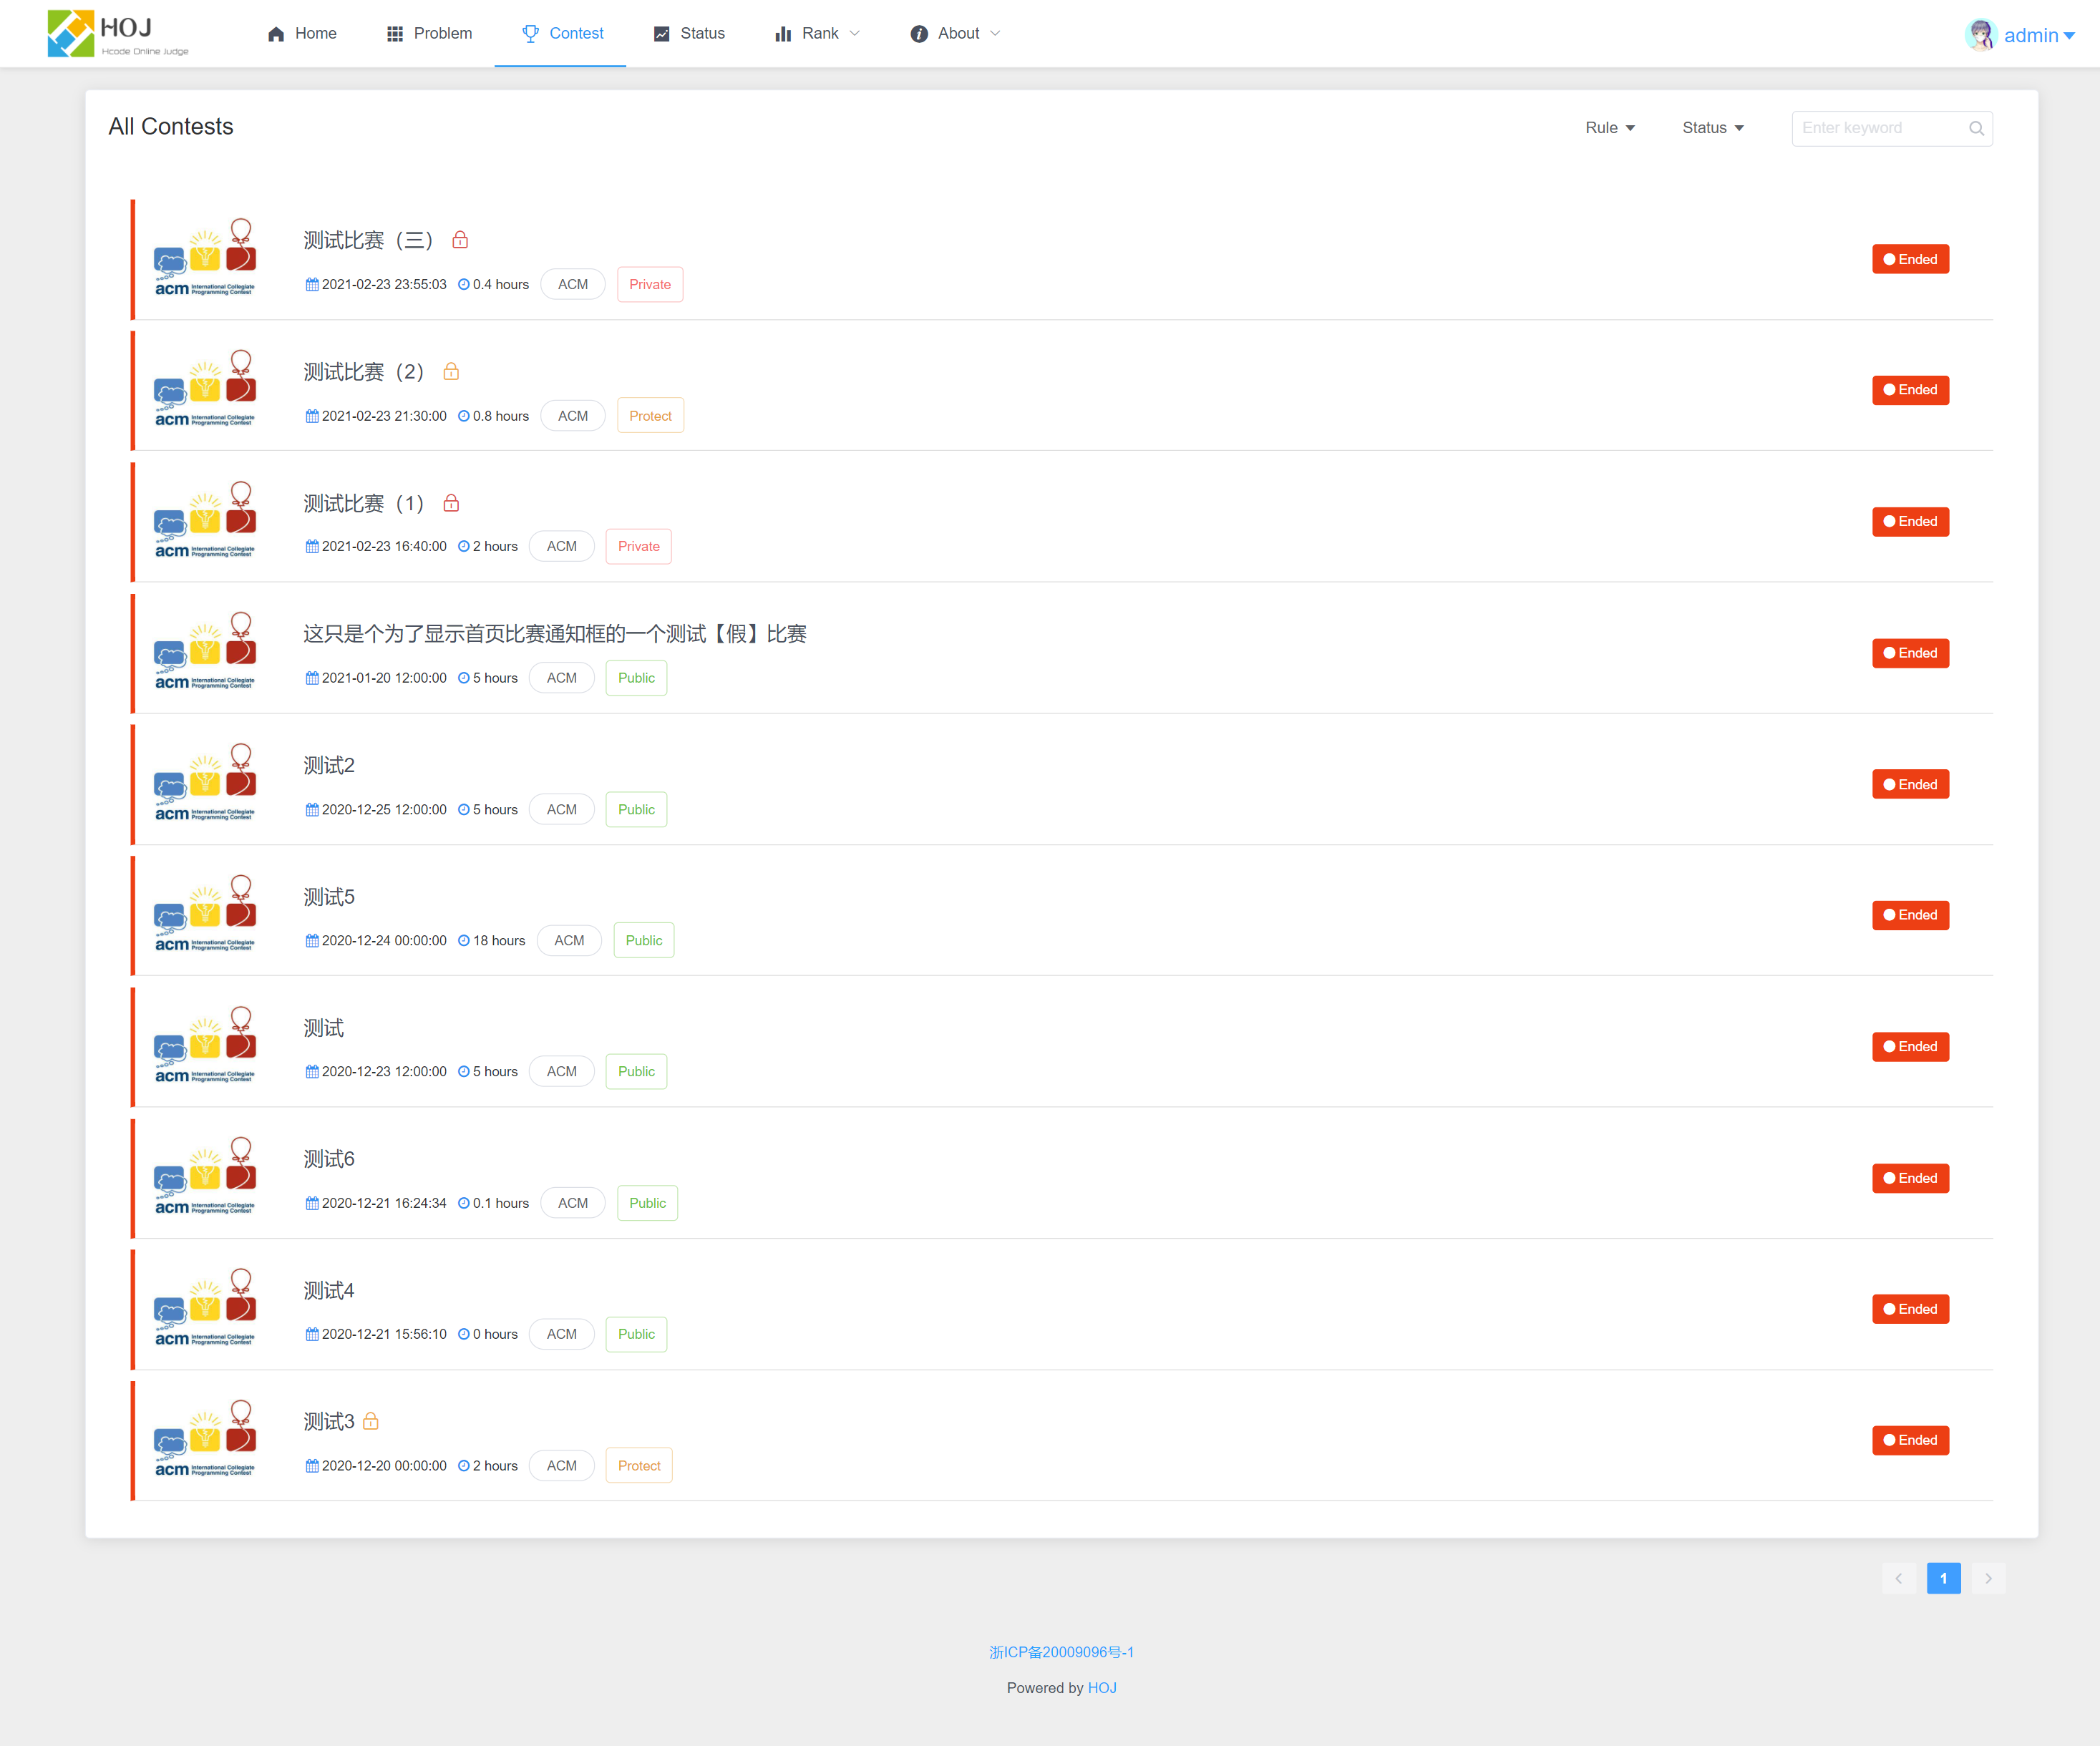 HOJ
Hcode Online Judge
Home
Problem
Contest
Status
Rank
About
admin
All Contests
Rule
Status
Enter keyword
acm International Collegiate Programming Contest
测试比赛（三）
2021-02-23 23:55:03 0.4 hours ACM Private
Ended
acm International Collegiate Programming Contest
测试比赛（2）
2021-02-23 21:30:00 0.8 hours ACM Protect
Ended
acm International Collegiate Programming Contest
测试比赛（1）
2021-02-23 16:40:00 2 hours ACM Private
Ended
acm International Collegiate Programming Contest
这只是个为了显示首页比赛通知框的一个测试【假】比赛
2021-01-20 12:00:00 5 hours ACM Public
Ended
acm International Collegiate Programming Contest
测试2
2020-12-25 12:00:00 5 hours ACM Public
Ended
acm International Collegiate Programming Contest
测试5
2020-12-24 00:00:00 18 hours ACM Public
Ended
acm International Collegiate Programming Contest
测试
2020-12-23 12:00:00 5 hours ACM Public
Ended
acm International Collegiate Programming Contest
测试6
2020-12-21 16:24:34 0.1 hours ACM Public
Ended
acm International Collegiate Programming Contest
测试4
2020-12-21 15:56:10 0 hours ACM Public
Ended
acm International Collegiate Programming Contest
测试3
2020-12-20 00:00:00 2 hours ACM Protect
Ended
1
浙ICP备20009096号-1
Powered by HOJ